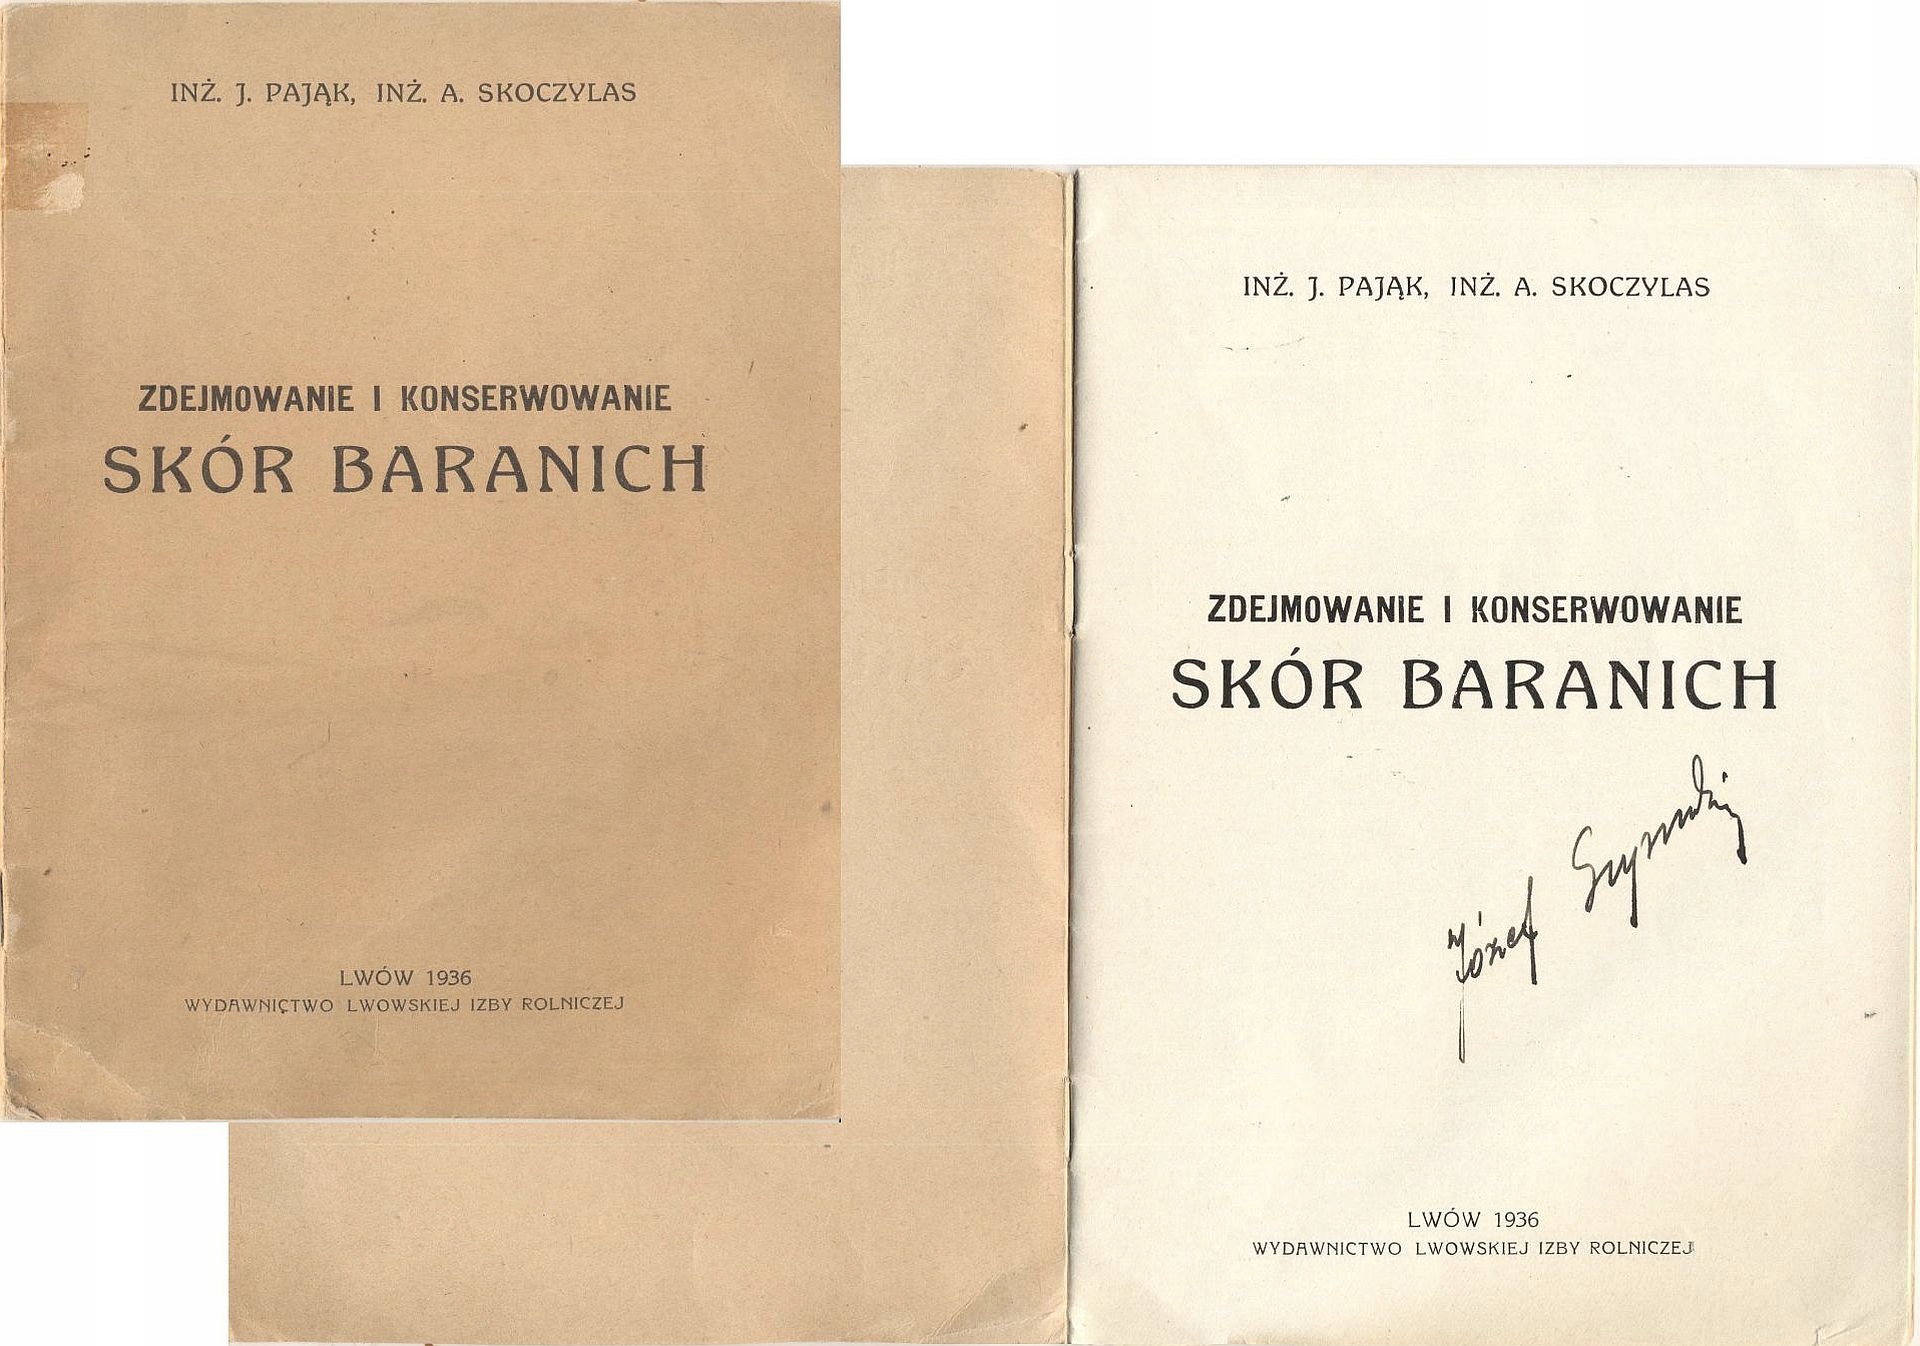 INŻ. J. PAJĄK, INŻ. A. SKOCZYLAS
ZDEJMOWANIE I KONSERWOWANIE
SKÓR BARANICH
LWÓW 1936
WYDAWNICTWO LWOWSKIEJ IZBY ROLNICZEJ
INŻ. J. PAJĄK, INŻ. A. SKOCZYLAS
ZDEJMOWANIE I KONSERWOWANIE
SKÓR BARANICH
Józef
LWÓW 1936
WYDAWNICTWO LWOWSKIEJ IZBY ROLNICZEJ